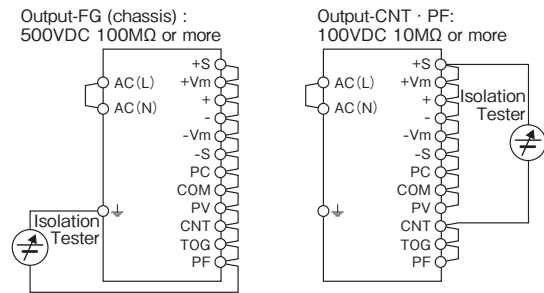 Output-FG (chassis) :
500VDC 100MΩ or more
+S
+Vm
+
-
-Vm
-S
PC
COM
PV
CNT
TOG
PF
AC(L)
AC(N)
Isolation
Tester
Output-CNT · PF:
100VDC 10MΩ or more
+S
+Vm
+
-
-Vm
-S
PC
COM
PV
CNT
TOG
PF
AC(L)
AC(N)
Isolation
Tester